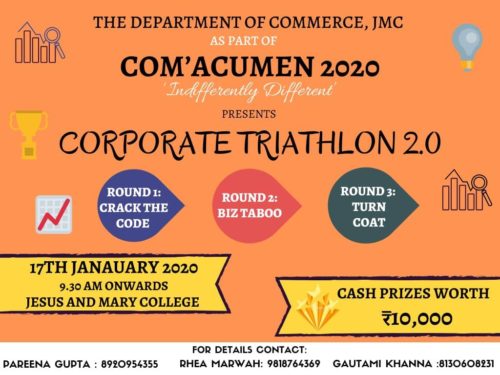 THE DEPARTMENT OF COMMERCE, JMC
AS PART OF
COM'ACUMEN 2020
'Indifferently Different'
PRESENTS
CORPORATE TRIATHLON 2.0
ROUND 1:
CRACK THE
CODE
ROUND 2:
BIZ TABOO
ROUND 3:
TURN
COAT
17TH JANAUARY 2020
9.30 AM ONWARDS
JESUS AND MARY COLLEGE
CASH PRIZES WORTH
₹10,000
FOR DETAILS CONTACT:
PAREENA GUPTA : 8920954355 RHEA MARWAH: 9818764369 GAUTAMI KHANNA :8130608231